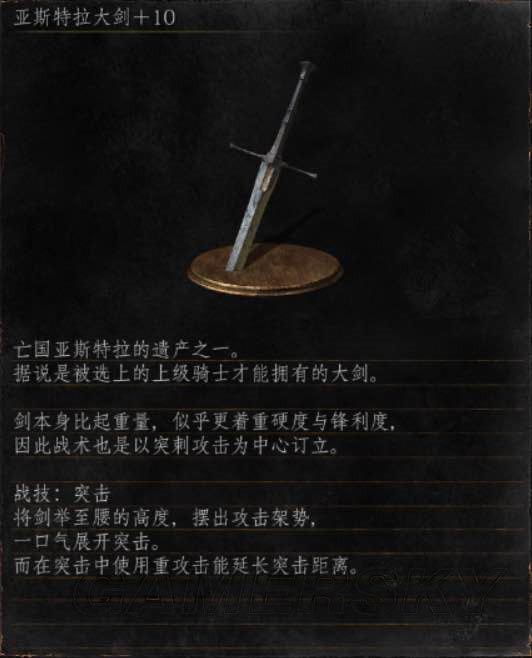 亚斯特拉大剑＋10
亡国亚斯特拉的遗产之一。
据说是被选上的上级骑士才能拥有的大剑。
剑本身比起重量，似乎更着重硬度与锋利度，
因此战术也是以突刺攻击为中心订立。
战技：突击
将剑举至腰的高度，摆出攻击架势，
一口气展开突击。
而在突击中使用重攻击能延长突击距离。
GAMERSKY